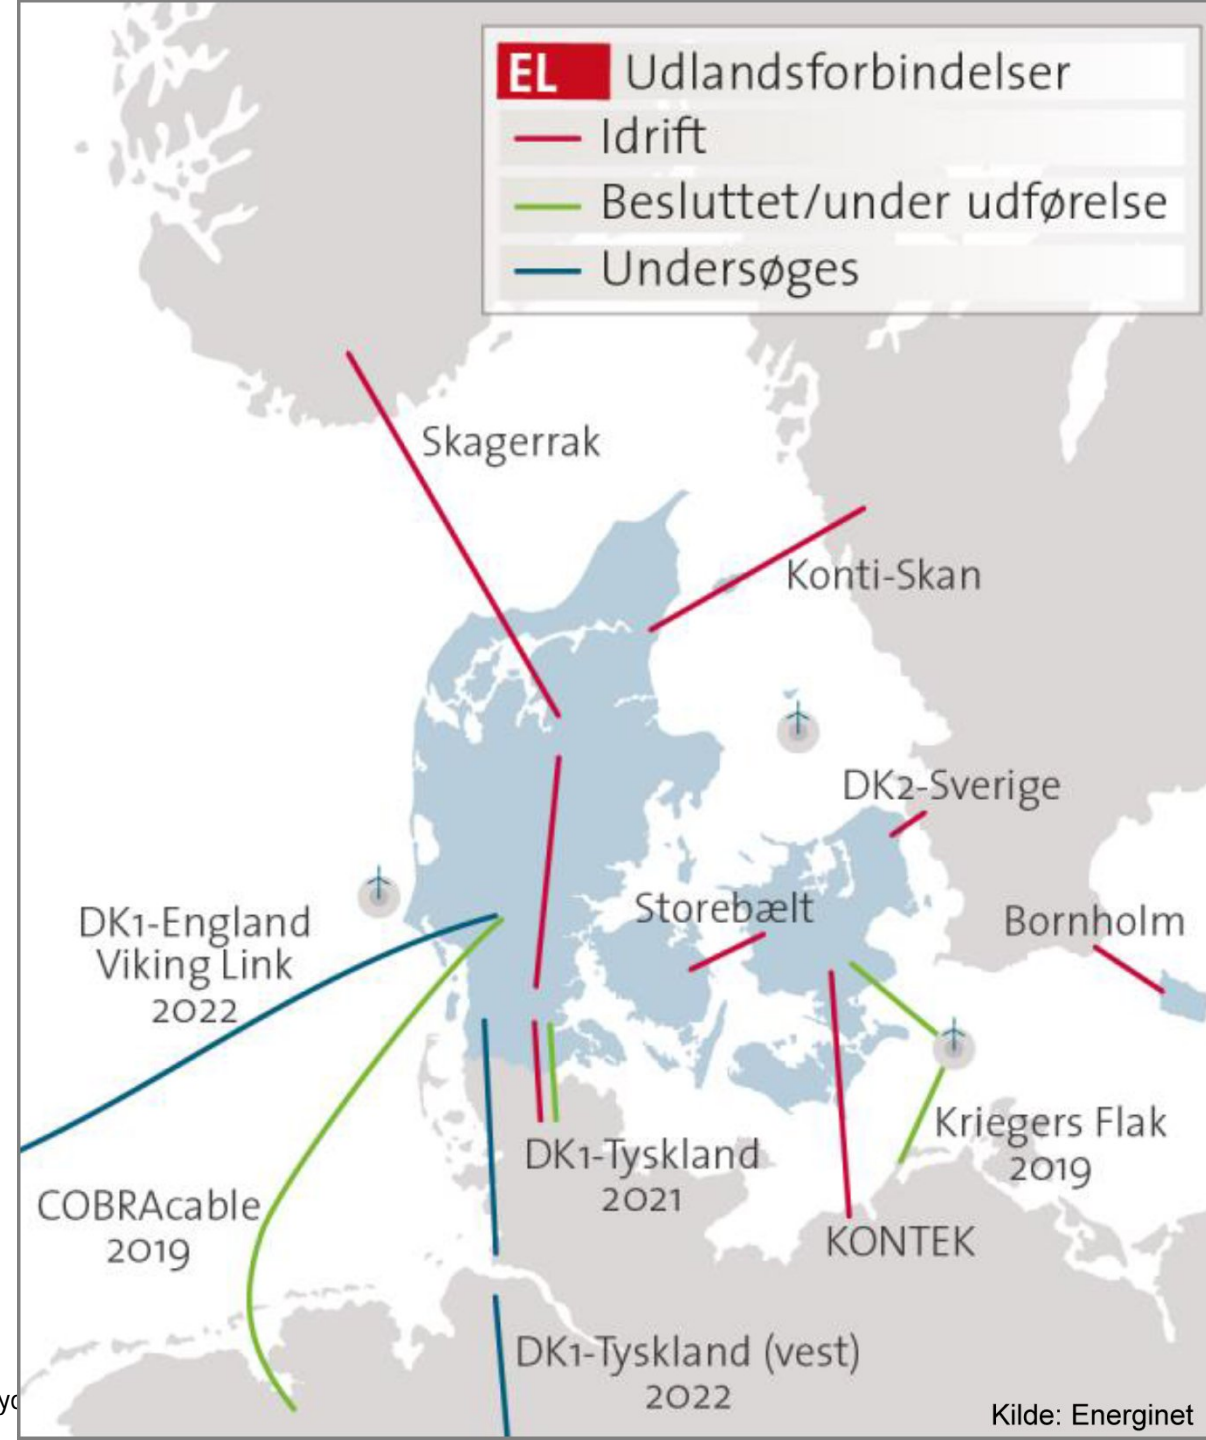 EL Udlandsforbindelser
Idrift
Besluttet/under udførelse
Undersøges
Skagerrak
Konti-Skan
DK2-Sverige
Storebælt
Bornholm
DK1-England
Viking Link
2022
Kriegers Flak
2019
DK1-Tyskland
2021
COBRAcable
2019
KONTEK
DK1-Tyskland (vest)
2022
Kilde: Energinet